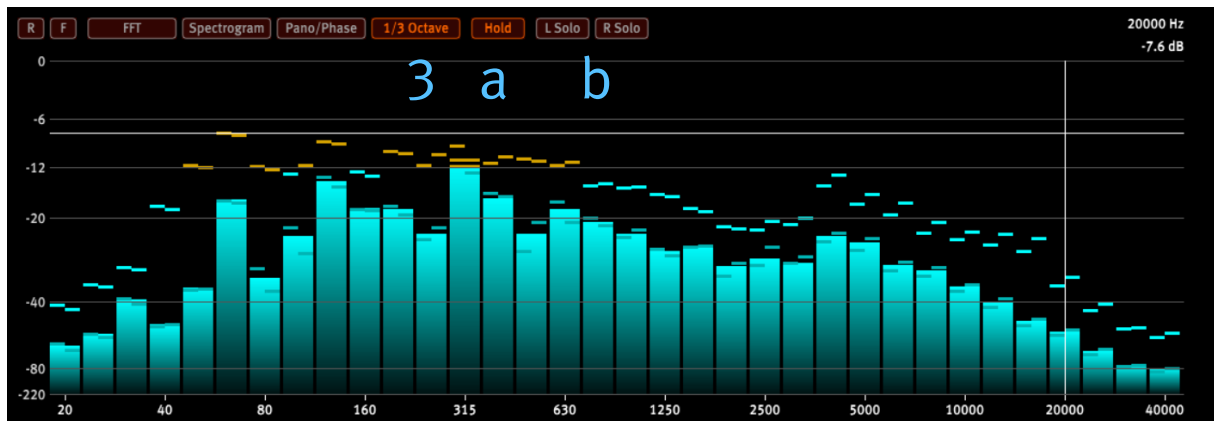 R F FFT Spectrogram Pano/Phase 1/3 Octave Hold L Solo R Solo 20000 Hz
-7.6 dB
3 a b
0
-6
-12
-20
-40
-80
-220
20 40 80 160 315 630 1250 2500 5000 10000 20000 40000